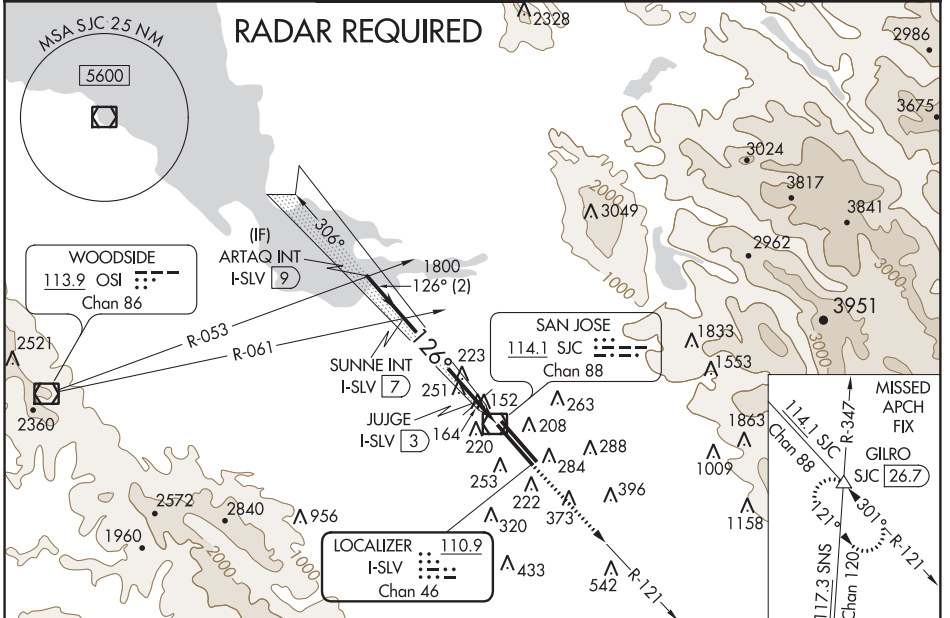 RADAR REQUIRED
MSA SJC 25 NM
5600
2328
2986
3675
3024
3817
3841
2000
3049
2962
1000
3000
3951
3000
306°
(IF)
ARTAQ INT
I-SLV 9
1800
126° (2)
WOODSIDE
113.9 OSI
Chan 86
R-053
R-061
2521
2360
SUNNE INT
I-SLV 7
126°
SAN JOSE
114.1 SJC
Chan 88
1833
1553
223
251
152
263
JUJGE
I-SLV 3
164
220
208
288
284
253
222
373
396
320
433
542
1863
1009
1158
MISSED
APCH
FIX
114.1 SJC
Chan 88
R-347
GILRO
SJC 26.7
121°
301°
R-121
117.3 SNS
Chan 120
2572
2840
1960
956
2000
1000
LOCALIZER 110.9
I-SLV
Chan 46
R-121